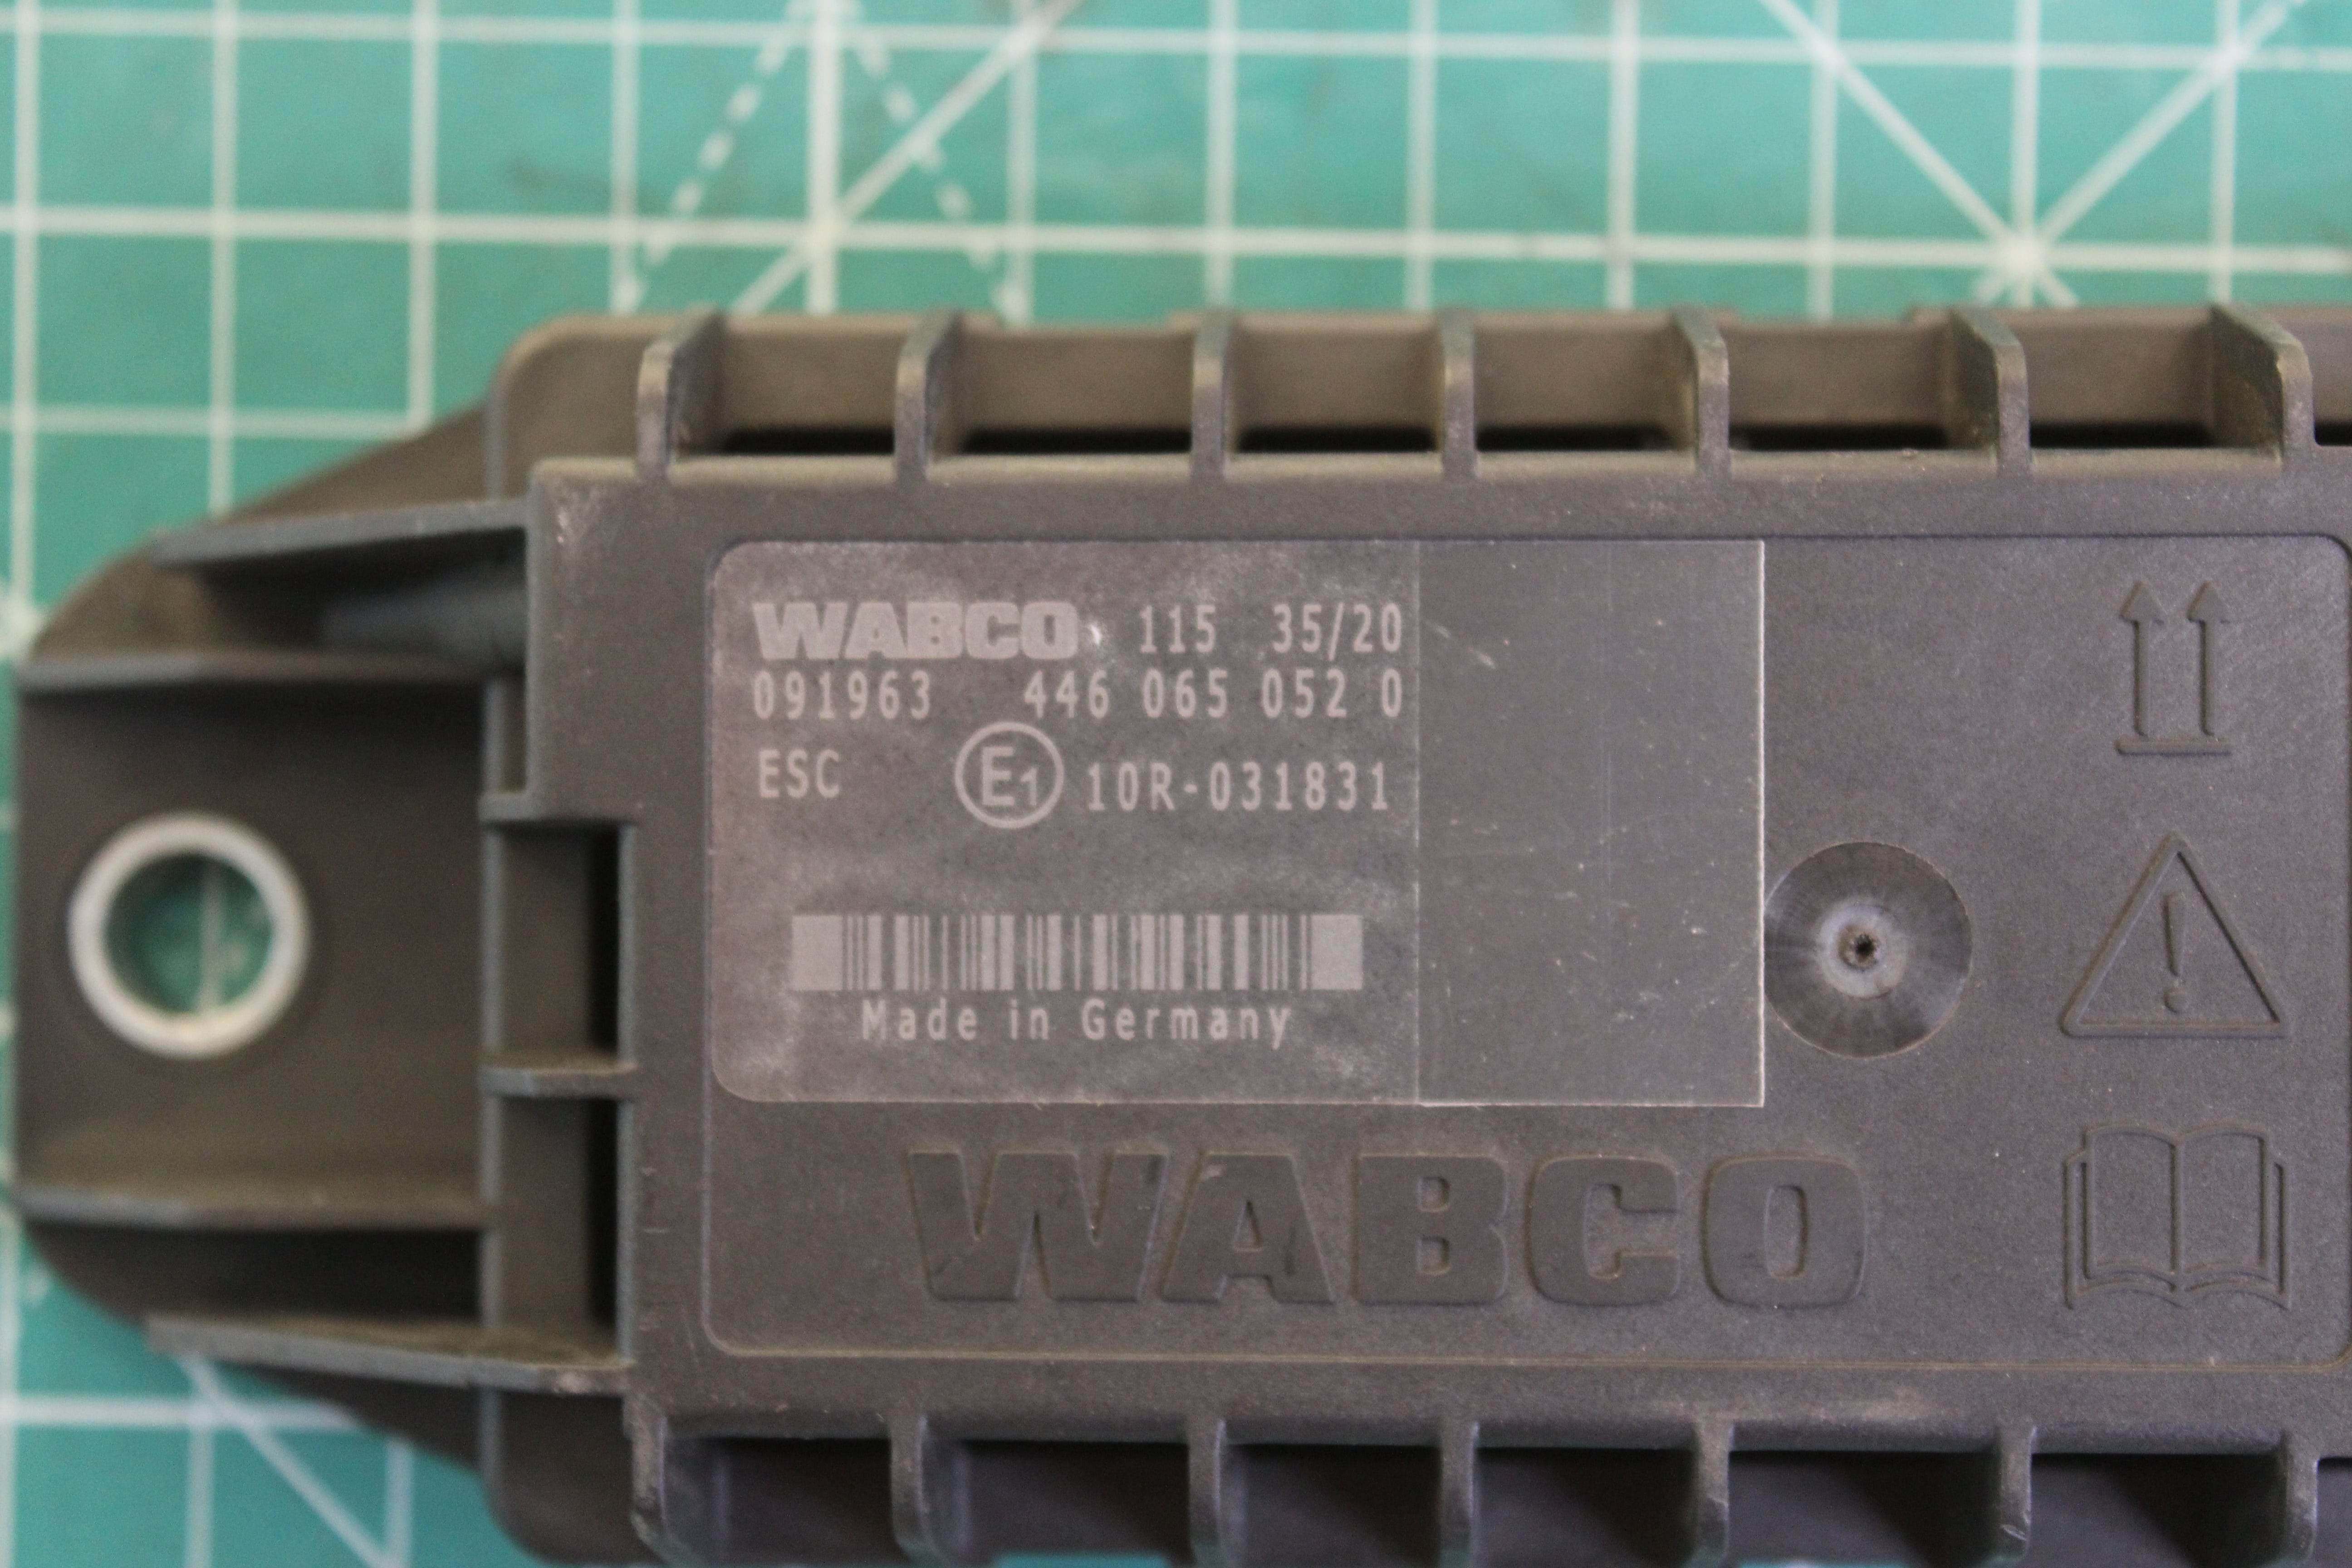 WABCO 115 35/20
091963 446 065 052 0
ESC E1 10R-031831
Made in Germany
WABCO